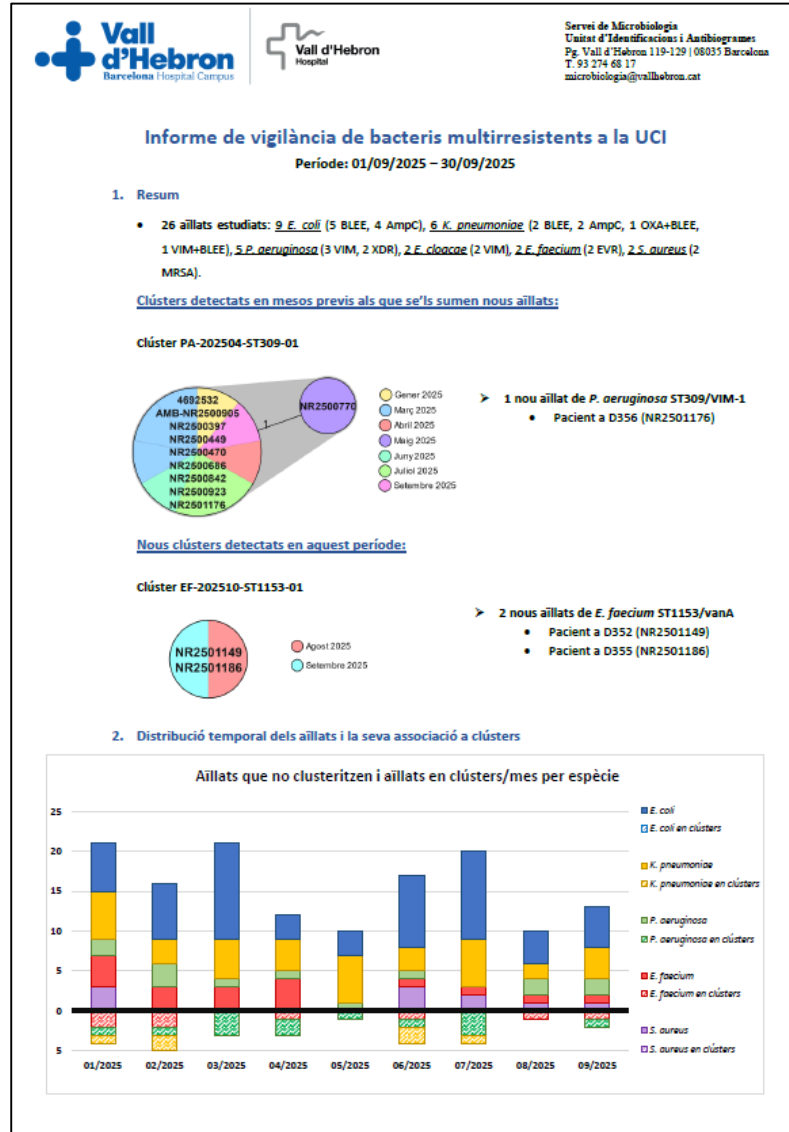 Vall
d'Hebron
Barcelona Hospital Campus
Vall d'Hebron
Hospital
Servei de Microbiologia
Unitat d'Identificacions i Antibiogrames
Pg. Vall d'Hebron 119-129 | 08035 Barcelona
T. 93 274 68 17
microbiologia@vallhebron.cat
Informe de vigilància de bacteris multirresistents a la UCI
Període: 01/09/2025 – 30/09/2025
1. Resum
• 26 aïllats estudiats: 9 E. coli (5 BLEE, 4 AmpC), 6 K. pneumoniae (2 BLEE, 2 AmpC, 1 OXA+BLEE,
1 VIM+BLEE), 5 P. aeruginosa (3 VIM, 2 XDR), 2 E. cloacae (2 VIM), 2 E. faecium (2 EVR), 2 S. aureus (2
MRSA).
Clústers detectats en mesos previs als que se'ls sumen nous aïllats:
Clúster PA-202504-ST309-01
4692532
AMB-NR2500905
NR2500397
NR2500449
NR2500470
NR2500686
NR2500842
NR2500923
NR2501176
1
NR2500770
Gener 2025
Març 2025
Abril 2025
Maig 2025
Juny 2025
Juliol 2025
Setembre 2025
➤ 1 nou aïllat de P. aeruginosa ST309/VIM-1
• Pacient a D356 (NR2501176)
Nous clústers detectats en aquest període:
Clúster EF-202510-ST1153-01
NR2501149
NR2501186
Agost 2025
Setembre 2025
➤ 2 nous aïllats de E. faecium ST1153/vanA
• Pacient a D352 (NR2501149)
• Pacient a D355 (NR2501186)
2. Distribució temporal dels aïllats i la seva associació a clústers
Aïllats que no clusteritzen i aïllats en clústers/mes per espècie
25
20
15
10
5
0
5
01/2025 02/2025 03/2025 04/2025 05/2025 06/2025 07/2025 08/2025 09/2025
E. coli
E. coli en clústers
K. pneumoniae
K. pneumoniae en clústers
P. aeruginosa
P. aeruginosa en clústers
E. faecium
E. faecium en clústers
S. aureus
S. aureus en clústers